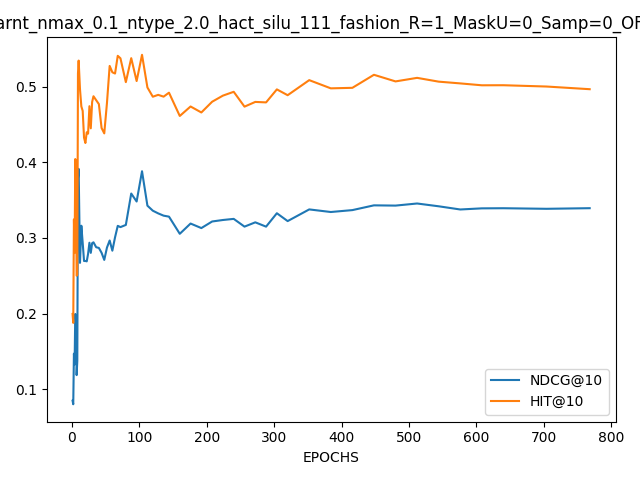 arnt_nmax_0.1_ntype_2.0_hact_silu_111_fashion_R=1_MaskU=0_Samp=0_OF
0.5
0.4
0.3
0.2
0.1
0 100 200 300 400 500 600 700 800
EPOCHS
NDCG@10
HIT@10